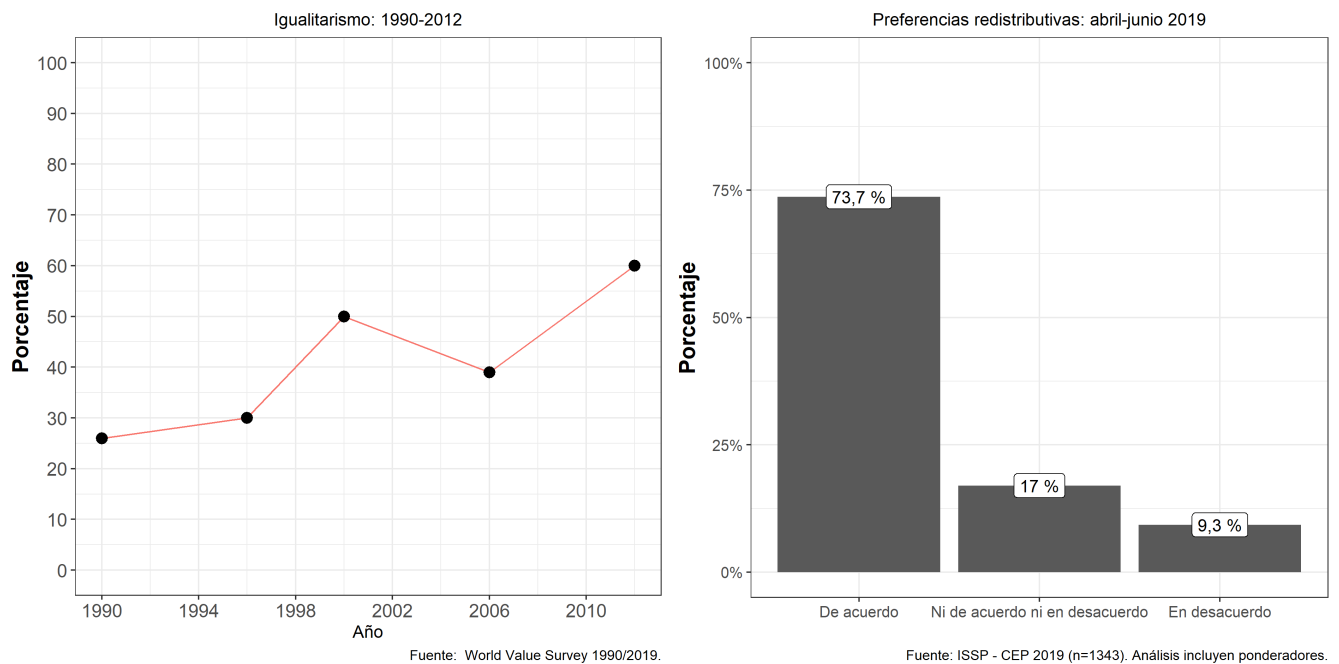 Igualitarismo: 1990-2012
Porcentaje
100
90
80
70
60
50
40
30
20
10
0
1990 1994 1998 2002 2006 2010
Año
Fuente:  World Value Survey 1990/2019.
Preferencias redistributivas: abril-junio 2019
Porcentaje
100%
75%
50%
25%
0%
73,7 %
17 %
9,3 %
De acuerdo Ni de acuerdo ni en desacuerdo En desacuerdo
Fuente: ISSP - CEP 2019 (n=1343). Análisis incluyen ponderadores.